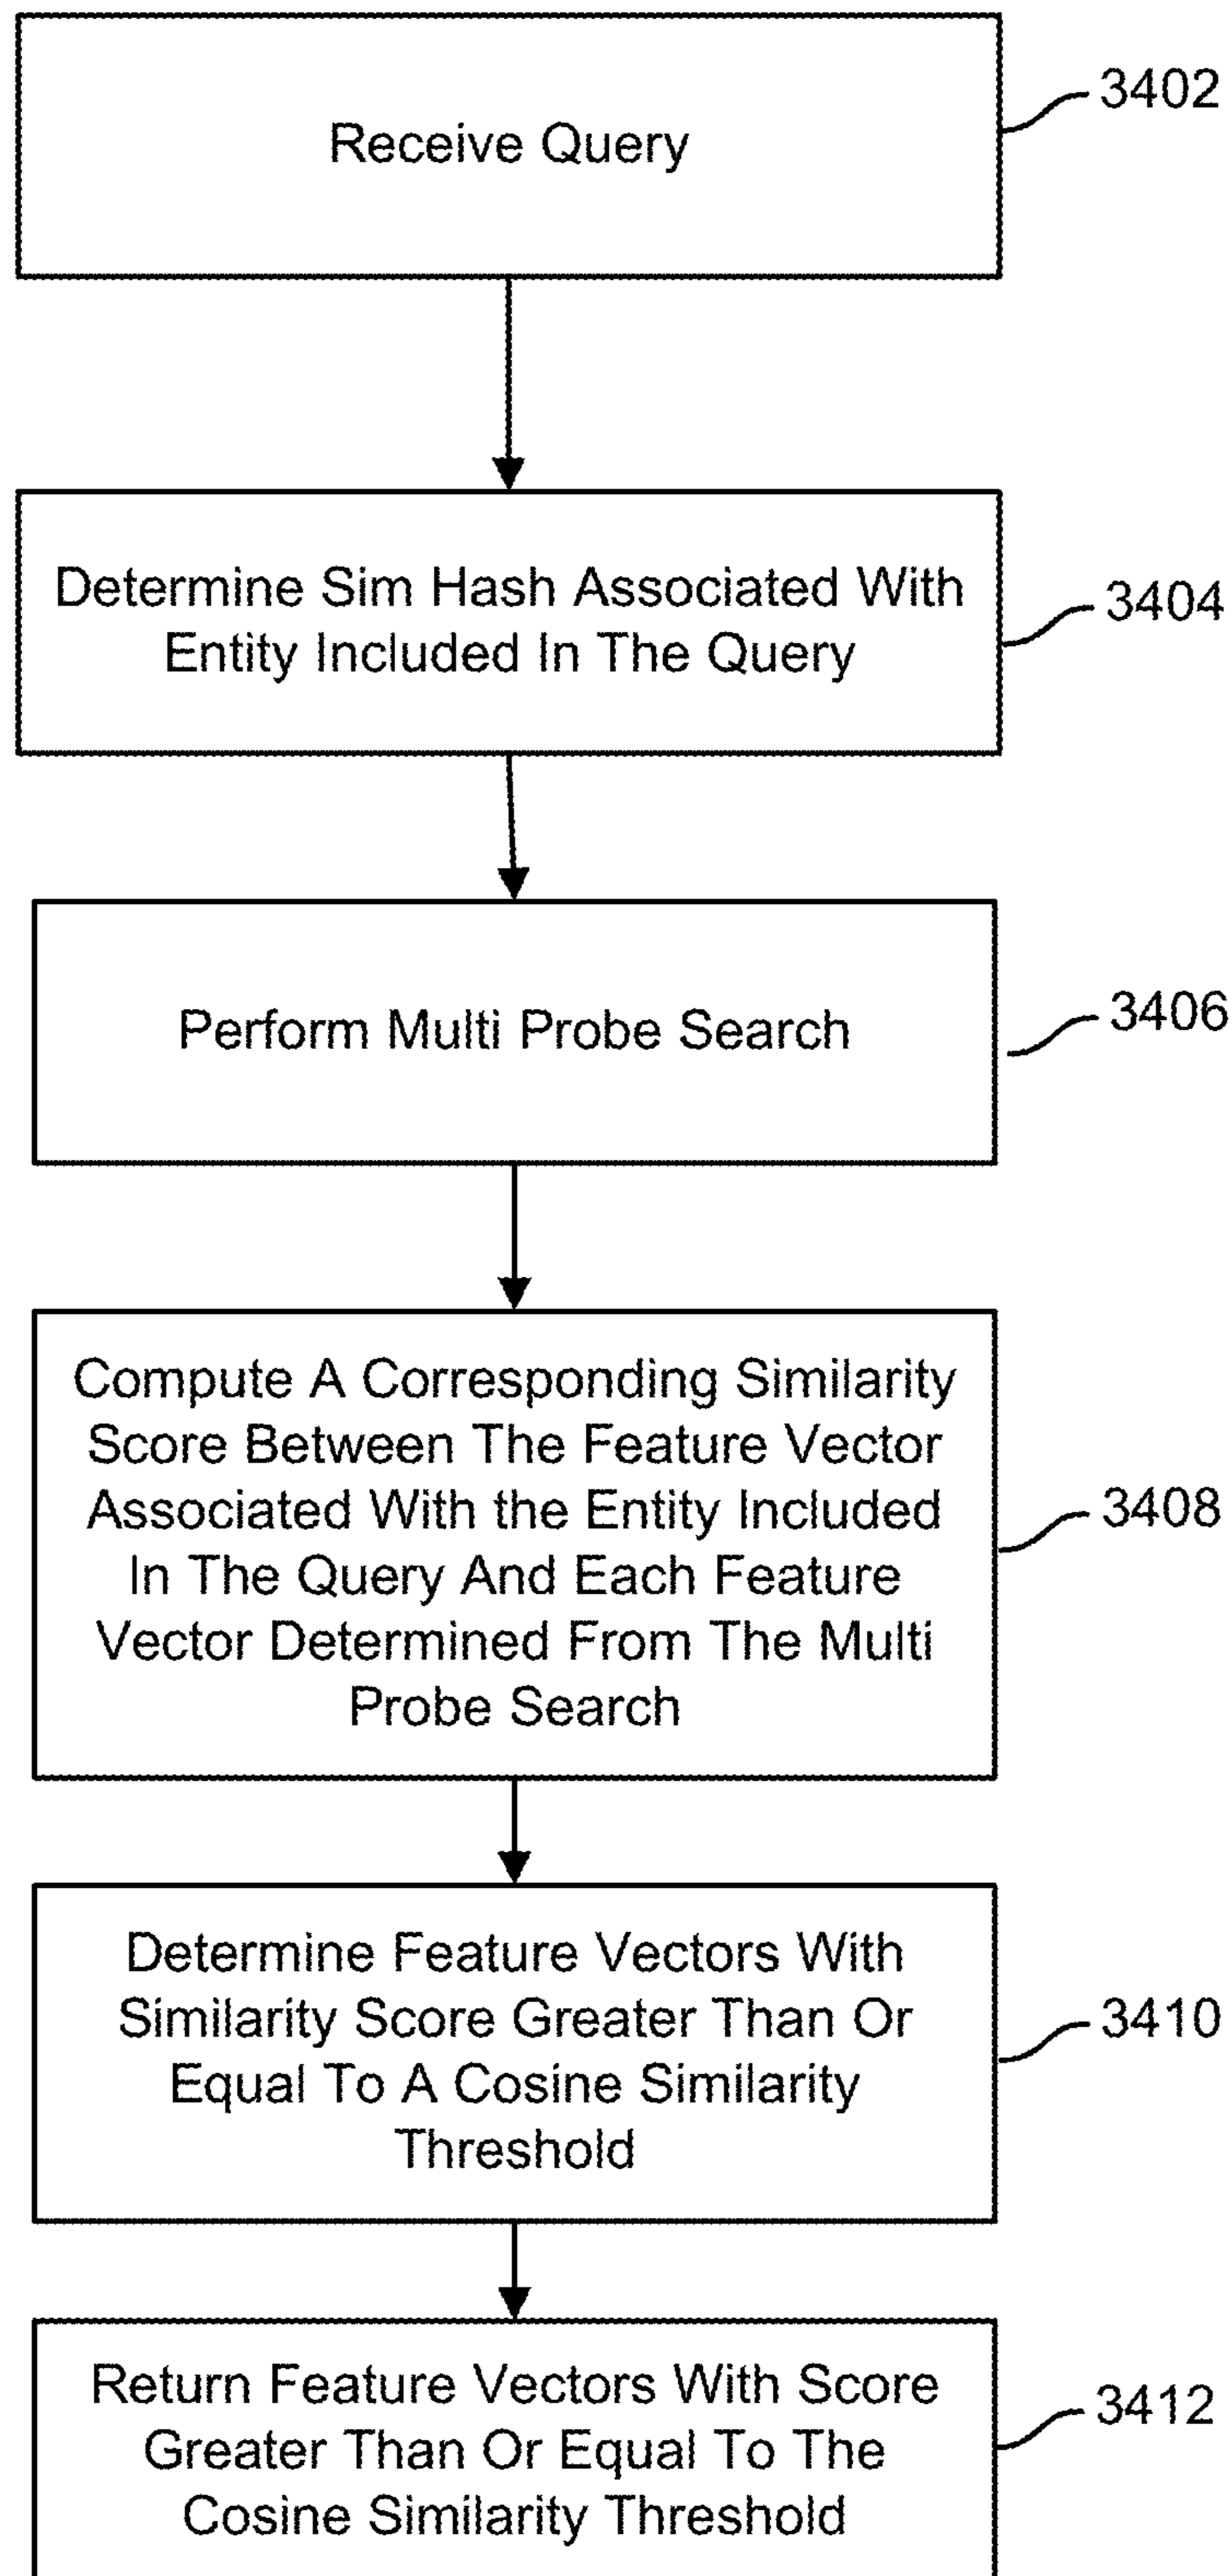 Receive Query
3402
Determine Sim Hash Associated With
Entity Included In The Query
3404
Perform Multi Probe Search
3406
Compute A Corresponding Similarity
Score Between The Feature Vector
Associated With the Entity Included
In The Query And Each Feature
Vector Determined From The Multi
Probe Search
3408
Determine Feature Vectors With
Similarity Score Greater Than Or
Equal To A Cosine Similarity
Threshold
3410
Return Feature Vectors With Score
Greater Than Or Equal To The
Cosine Similarity Threshold
3412